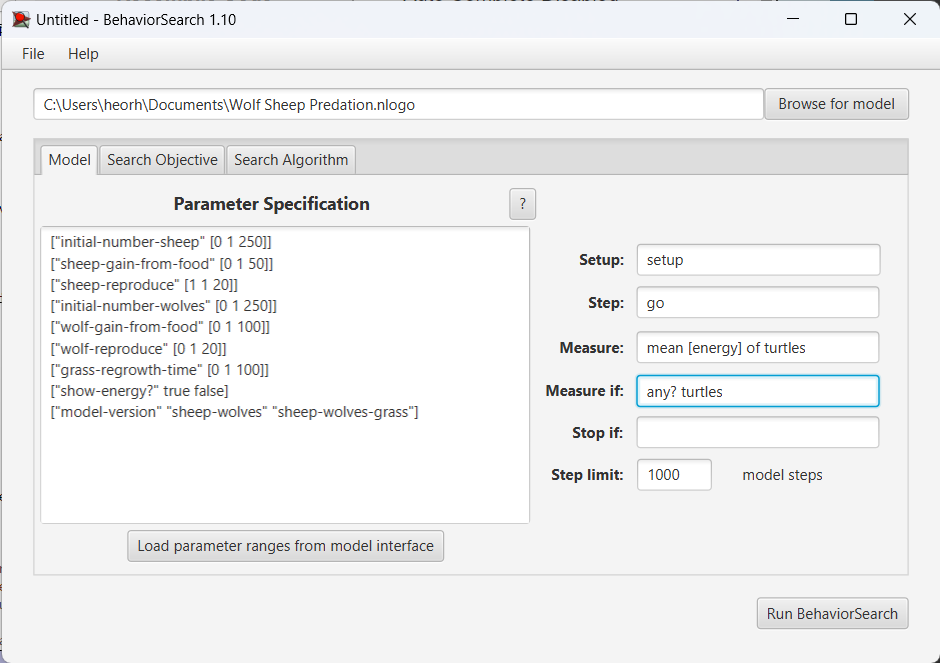 Untitled - BehaviorSearch 1.10
File Help
C:\Users\heorh\Documents\Wolf Sheep Predation.nlogo
Browse for model
Model Search Objective Search Algorithm
Parameter Specification
?
["initial-number-sheep" [0 1 250]]
["sheep-gain-from-food" [0 1 50]]
["sheep-reproduce" [1 1 20]]
["initial-number-wolves" [0 1 250]]
["wolf-gain-from-food" [0 1 100]]
["wolf-reproduce" [0 1 20]]
["grass-regrowth-time" [0 1 100]]
["show-energy?" true false]
["model-version" "sheep-wolves" "sheep-wolves-grass"]
Load parameter ranges from model interface
Setup: setup
Step: go
Measure: mean [energy] of turtles
Measure if: any? turtles
Stop if:
Step limit: 1000 model steps
Run BehaviorSearch